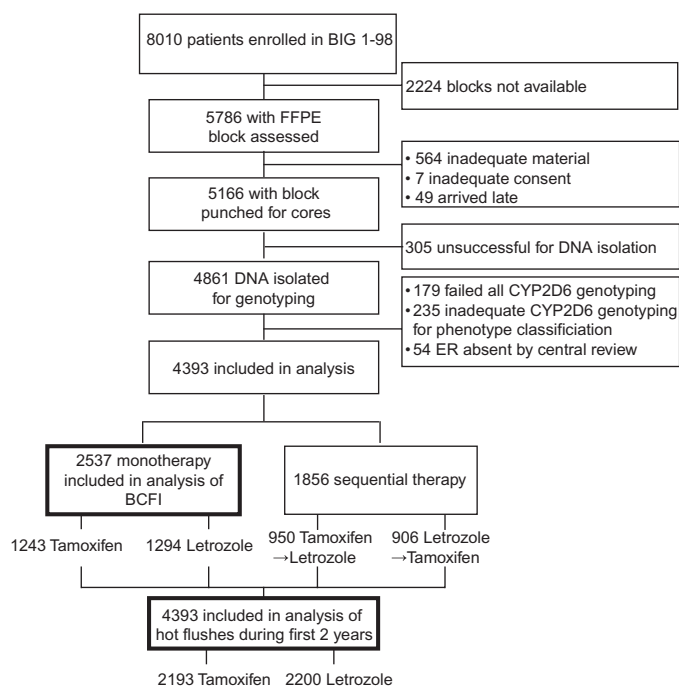 8010 patients enrolled in BIG 1-98
2224 blocks not available
5786 with FFPE
block assessed
• 564 inadequate material
• 7 inadequate consent
• 49 arrived late
5166 with block
punched for cores
305 unsuccessful for DNA isolation
4861 DNA isolated
for genotyping
• 179 failed all CYP2D6 genotyping
• 235 inadequate CYP2D6 genotyping
for phenotype classificiation
• 54 ER absent by central review
4393 included in analysis
2537 monotherapy
included in analysis of
BCFI
1856 sequential therapy
1243 Tamoxifen
1294 Letrozole
950 Tamoxifen
→Letrozole
906 Letrozole
→Tamoxifen
4393 included in analysis of
hot flushes during first 2 years
2193 Tamoxifen
2200 Letrozole